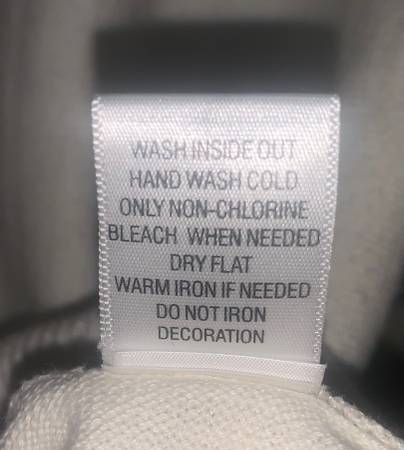 WASH INSIDE OUT
HAND WASH COLD
ONLY NON-CHLORINE
BLEACH WHEN NEEDED
DRY FLAT
WARM IRON IF NEEDED
DO NOT IRON
DECORATION